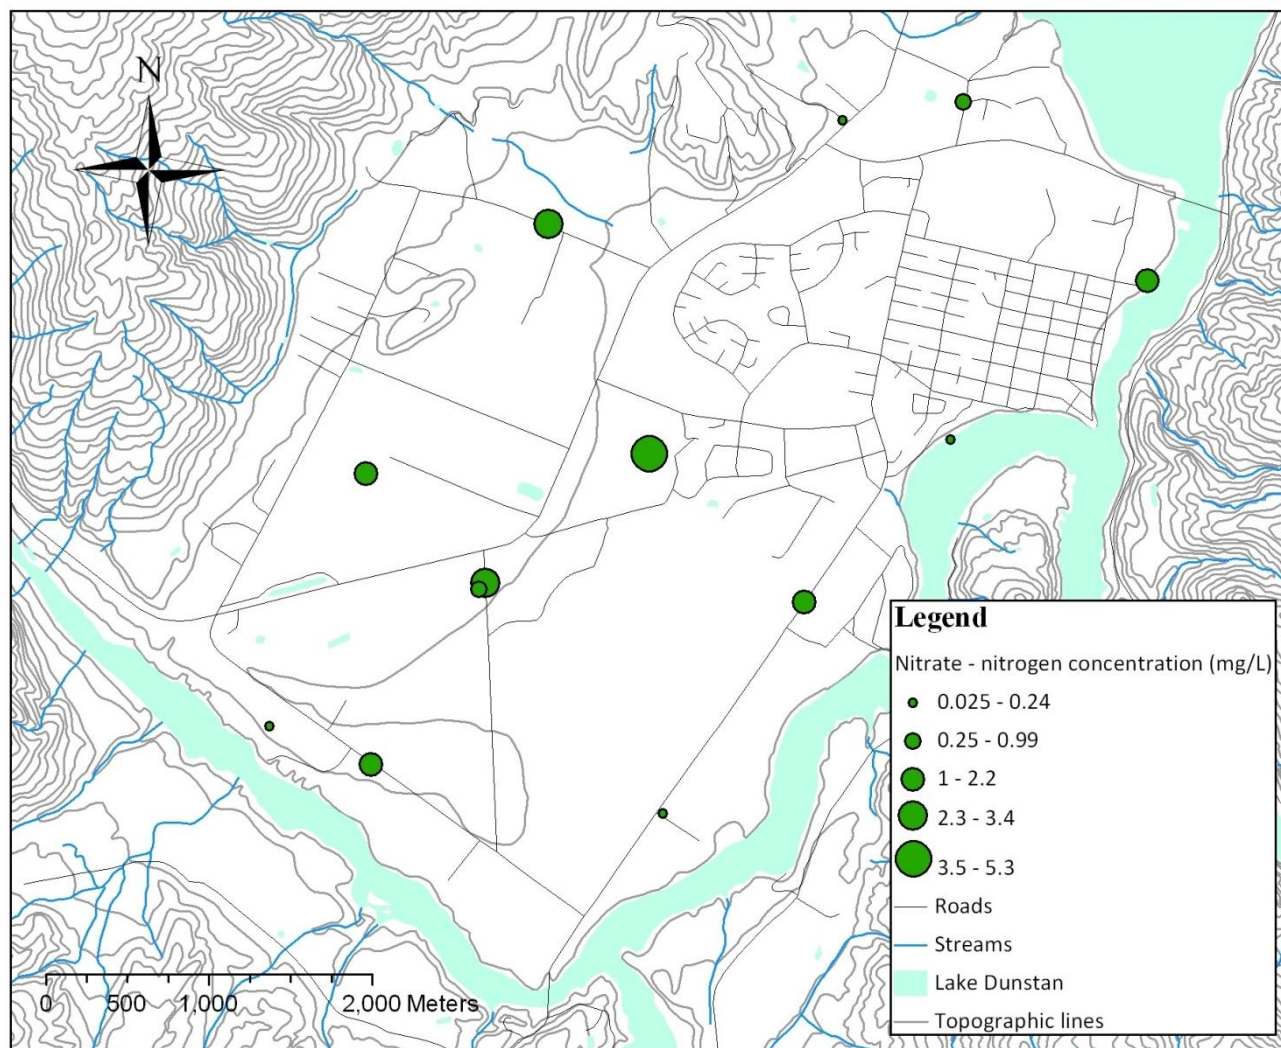 N
Legend
Nitrate - nitrogen concentration (mg/L)
0.025 - 0.24
0.25 - 0.99
1 - 2.2
2.3 - 3.4
3.5 - 5.3
Roads
Streams
Lake Dunstan
Topographic lines
0 500 1,000 2,000 Meters